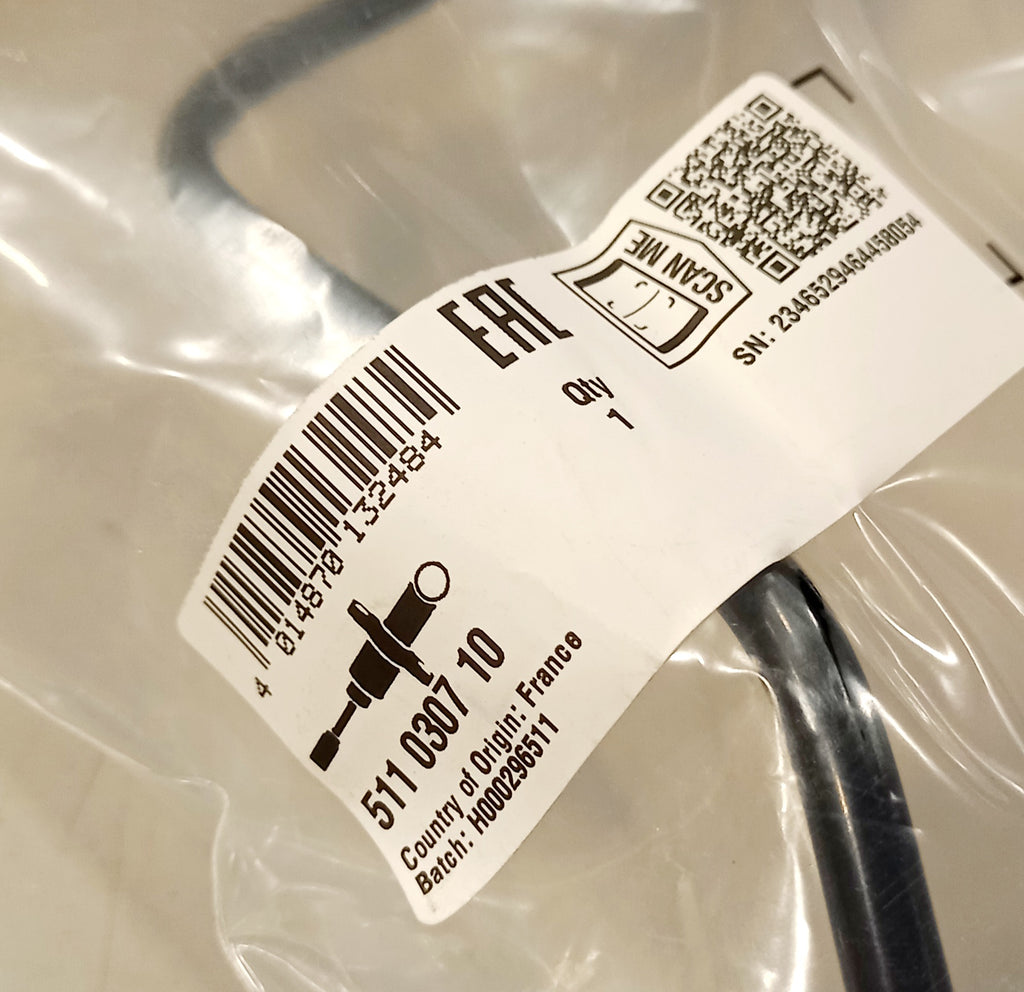 4 014870 132484
EAC
Qty
1
SCAN ME
SN: 2346529464458054
511 0307 10
Country of Origin: France
Batch: H000296511